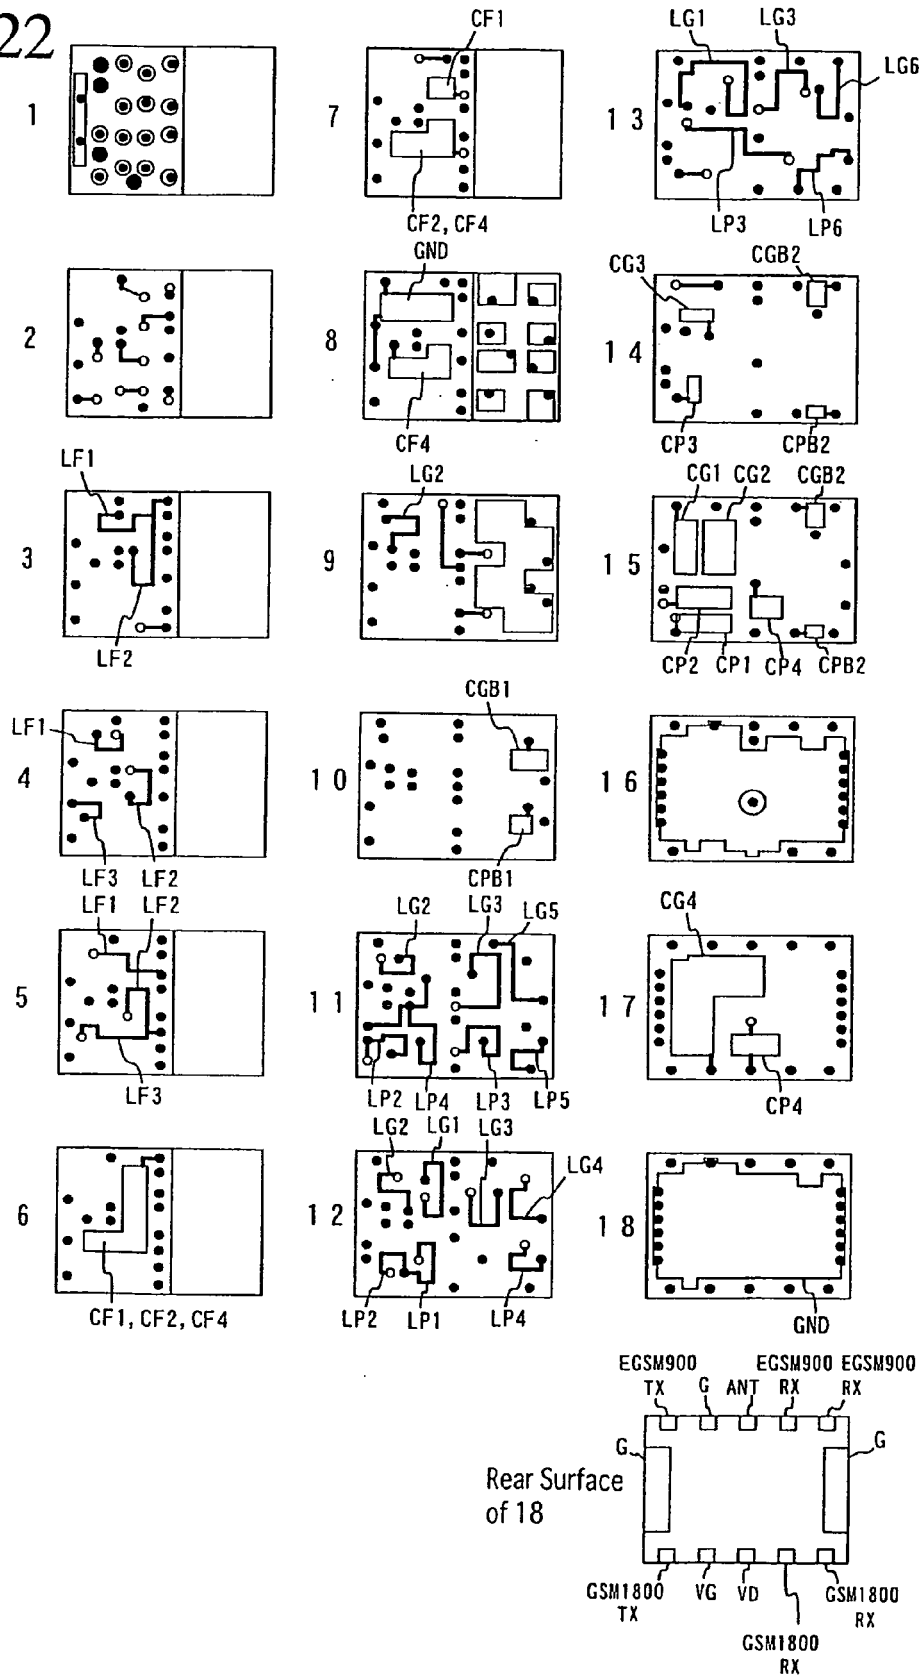 22
1
2
LF1
3
LF2
LF1
4
LF3 LF2
LF1 LF2
5
LF3
6
CF1, CF2, CF4
CF1
7
CF2, CF4
GND
8
CF4
LG2
9
CGB1
10
CPB1
LG2 LG3 LG5
11
LP2 LP4 LP3 LP5
LG2 LG1 LG3
LG4
12
LP2 LP1 LP4
LG1 LG3
LG6
13
LP3 LP6
CG3 CGB2
14
CP3 CPB2
CG1 CG2 CGB2
15
CP2 CP1 CP4 CPB2
16
CG4
17
CP4
18
GND
EGSM900 TX G ANT EGSM900 RX EGSM900 RX
G G
Rear Surface
of 18
GSM1800 TX VG VD GSM1800 RX GSM1800 RX